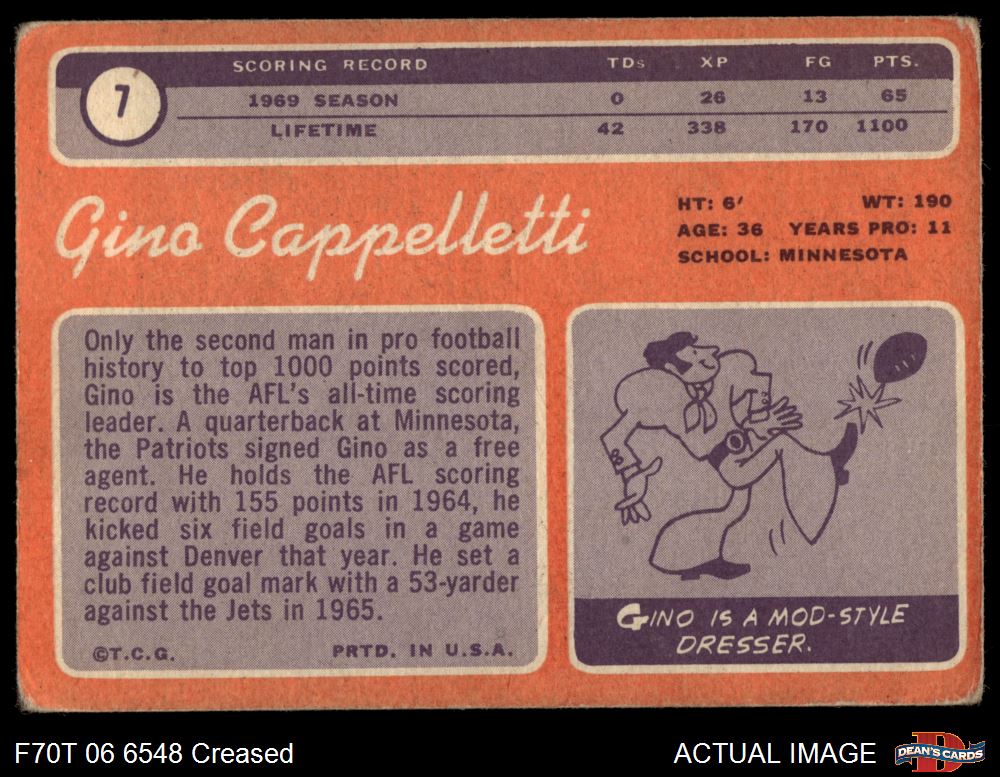 SCORING RECORD TDs XP FG PTS.
7
1969 SEASON 0 26 13 65
LIFETIME 42 338 170 1100
Gino Cappelletti
HT: 6' WT: 190
AGE: 36 YEARS PRO: 11
SCHOOL: MINNESOTA
Only the second man in pro football
history to top 1000 points scored,
Gino is the AFL's all-time scoring
leader. A quarterback at Minnesota,
the Patriots signed Gino as a free
agent. He holds the AFL scoring
record with 155 points in 1964, he
kicked six field goals in a game
against Denver that year. He set a
club field goal mark with a 53-yarder
against the Jets in 1965.
©T.C.G. PRTD. IN U.S.A.
GINO IS A MOD-STYLE
DRESSER.
F70T 06 6548 Creased
ACTUAL IMAGE
D
DEAN'S CARDS